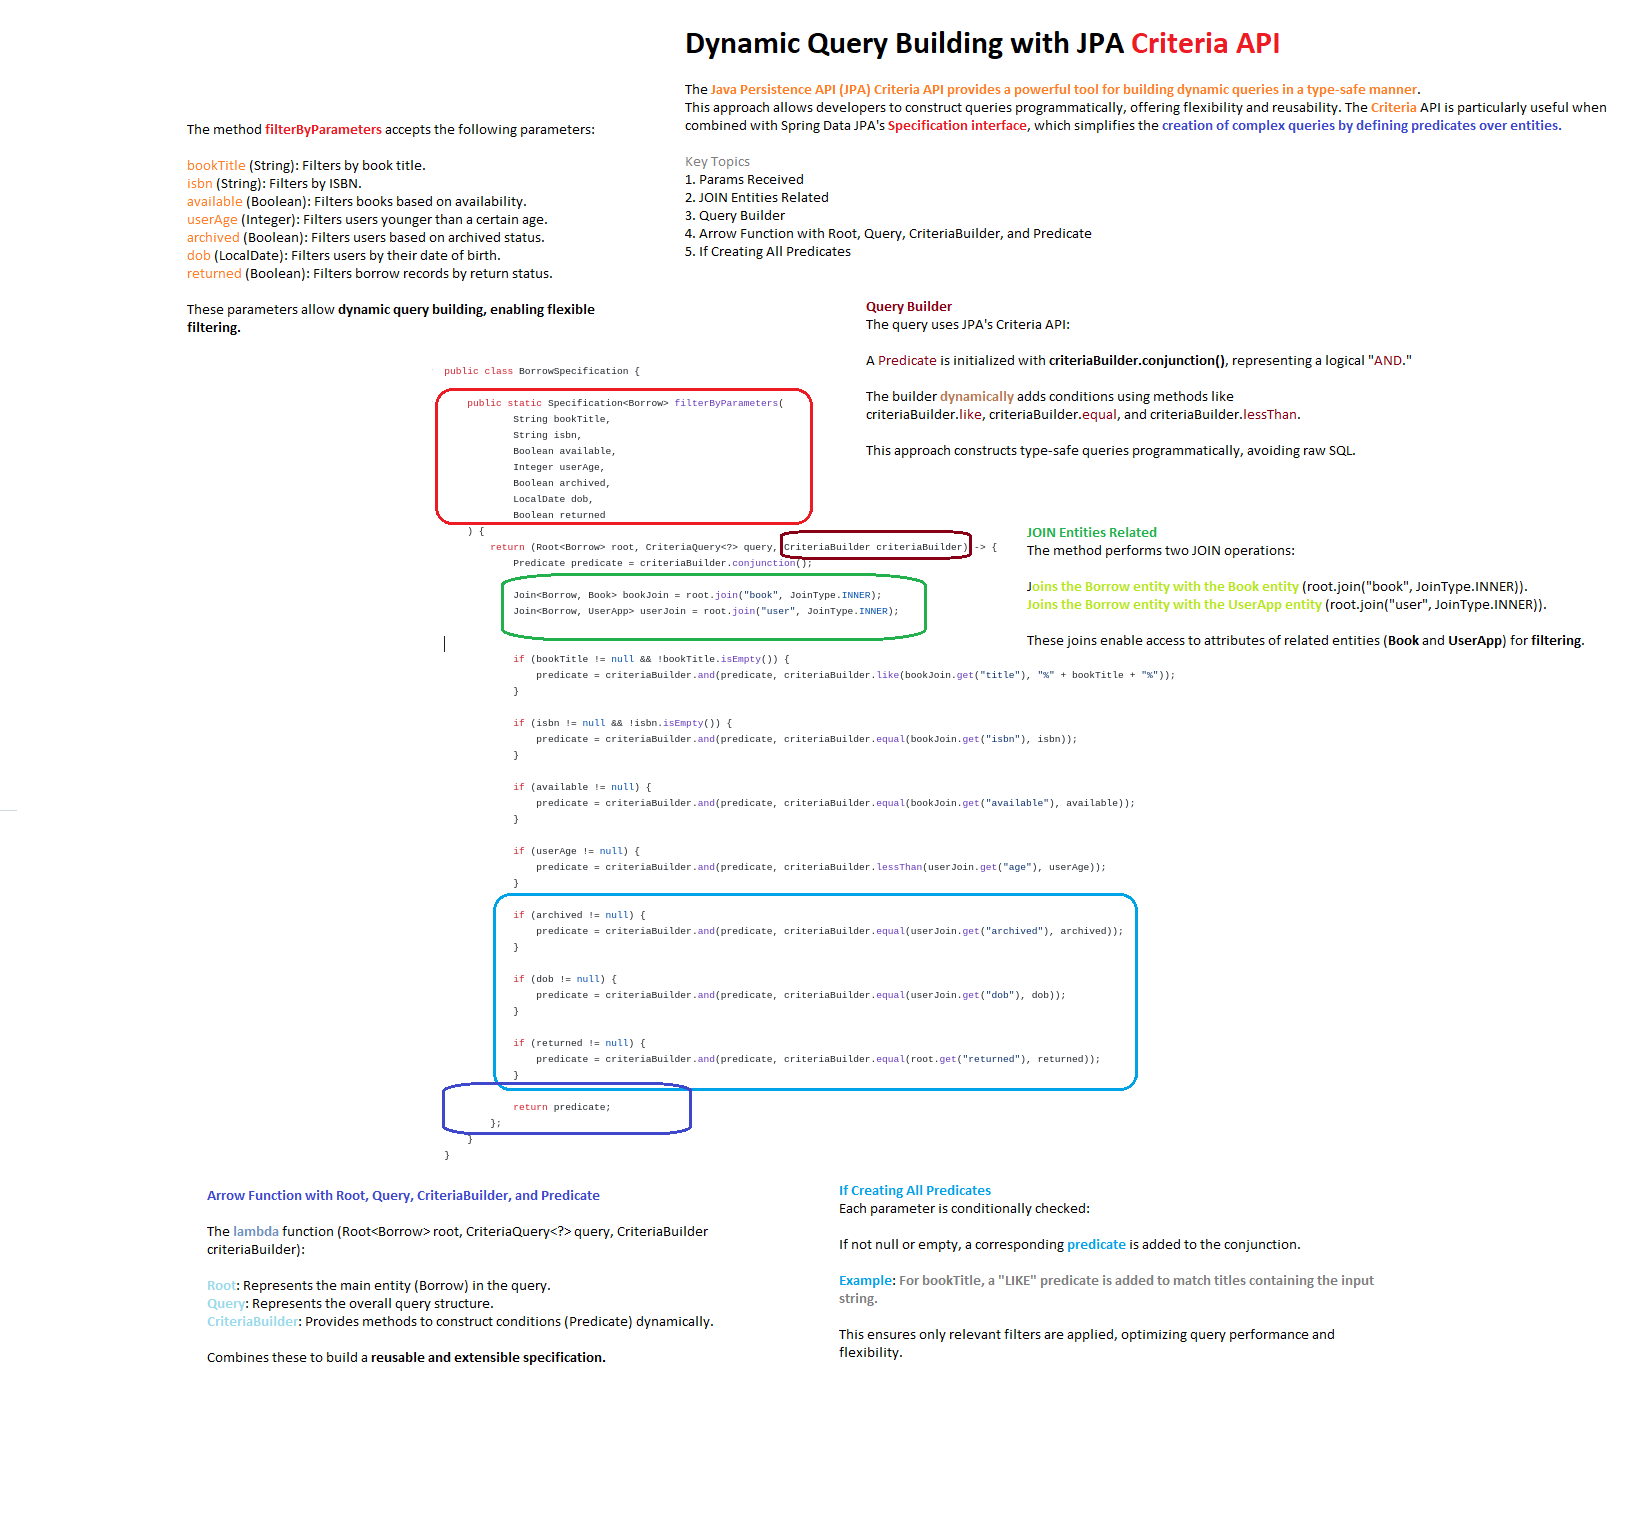 Dynamic Query Building with JPA Criteria API
The Java Persistence API (JPA) Criteria API provides a powerful tool for building dynamic queries in a type-safe manner.
This approach allows developers to construct queries programmatically, offering flexibility and reusability. The Criteria API is particularly useful when
combined with Spring Data JPA's Specification interface, which simplifies the creation of complex queries by defining predicates over entities.
Key Topics
1. Params Received
2. JOIN Entities Related
3. Query Builder
4. Arrow Function with Root, Query, CriteriaBuilder, and Predicate
5. If Creating All Predicates
The method filterByParameters accepts the following parameters:
bookTitle (String): Filters by book title.
isbn (String): Filters by ISBN.
available (Boolean): Filters books based on availability.
userAge (Integer): Filters users younger than a certain age.
archived (Boolean): Filters users based on archived status.
dob (LocalDate): Filters users by their date of birth.
returned (Boolean): Filters borrow records by return status.
These parameters allow dynamic query building, enabling flexible
filtering.
Query Builder
The query uses JPA's Criteria API:
A Predicate is initialized with criteriaBuilder.conjunction(), representing a logical "AND."
The builder dynamically adds conditions using methods like
criteriaBuilder.like, criteriaBuilder.equal, and criteriaBuilder.lessThan.
This approach constructs type-safe queries programmatically, avoiding raw SQL.
public class BorrowSpecification {
public static Specification<Borrow> filterByParameters(
String bookTitle,
String isbn,
Boolean available,
Integer userAge,
Boolean archived,
LocalDate dob,
Boolean returned
) {
return (Root<Borrow> root, CriteriaQuery<?> query, CriteriaBuilder criteriaBuilder) -> {
Predicate predicate = criteriaBuilder.conjunction();
Join<Borrow, Book> bookJoin = root.join("book", JoinType.INNER);
Join<Borrow, UserApp> userJoin = root.join("user", JoinType.INNER);
if (bookTitle != null && !bookTitle.isEmpty()) {
predicate = criteriaBuilder.and(predicate, criteriaBuilder.like(bookJoin.get("title"), "%" + bookTitle + "%"));
}
if (isbn != null && !isbn.isEmpty()) {
predicate = criteriaBuilder.and(predicate, criteriaBuilder.equal(bookJoin.get("isbn"), isbn));
}
if (available != null) {
predicate = criteriaBuilder.and(predicate, criteriaBuilder.equal(bookJoin.get("available"), available));
}
if (userAge != null) {
predicate = criteriaBuilder.and(predicate, criteriaBuilder.lessThan(userJoin.get("age"), userAge));
}
if (archived != null) {
predicate = criteriaBuilder.and(predicate, criteriaBuilder.equal(userJoin.get("archived"), archived));
}
if (dob != null) {
predicate = criteriaBuilder.and(predicate, criteriaBuilder.equal(userJoin.get("dob"), dob));
}
if (returned != null) {
predicate = criteriaBuilder.and(predicate, criteriaBuilder.equal(root.get("returned"), returned));
}
return predicate;
};
}
}
JOIN Entities Related
The method performs two JOIN operations:
Joins the Borrow entity with the Book entity (root.join("book", JoinType.INNER)).
Joins the Borrow entity with the UserApp entity (root.join("user", JoinType.INNER)).
These joins enable access to attributes of related entities (Book and UserApp) for filtering.
Arrow Function with Root, Query, CriteriaBuilder, and Predicate
The lambda function (Root<Borrow> root, CriteriaQuery<?> query, CriteriaBuilder
criteriaBuilder):
Root: Represents the main entity (Borrow) in the query.
Query: Represents the overall query structure.
CriteriaBuilder: Provides methods to construct conditions (Predicate) dynamically.
Combines these to build a reusable and extensible specification.
If Creating All Predicates
Each parameter is conditionally checked:
If not null or empty, a corresponding predicate is added to the conjunction.
Example: For bookTitle, a "LIKE" predicate is added to match titles containing the input
string.
This ensures only relevant filters are applied, optimizing query performance and
flexibility.